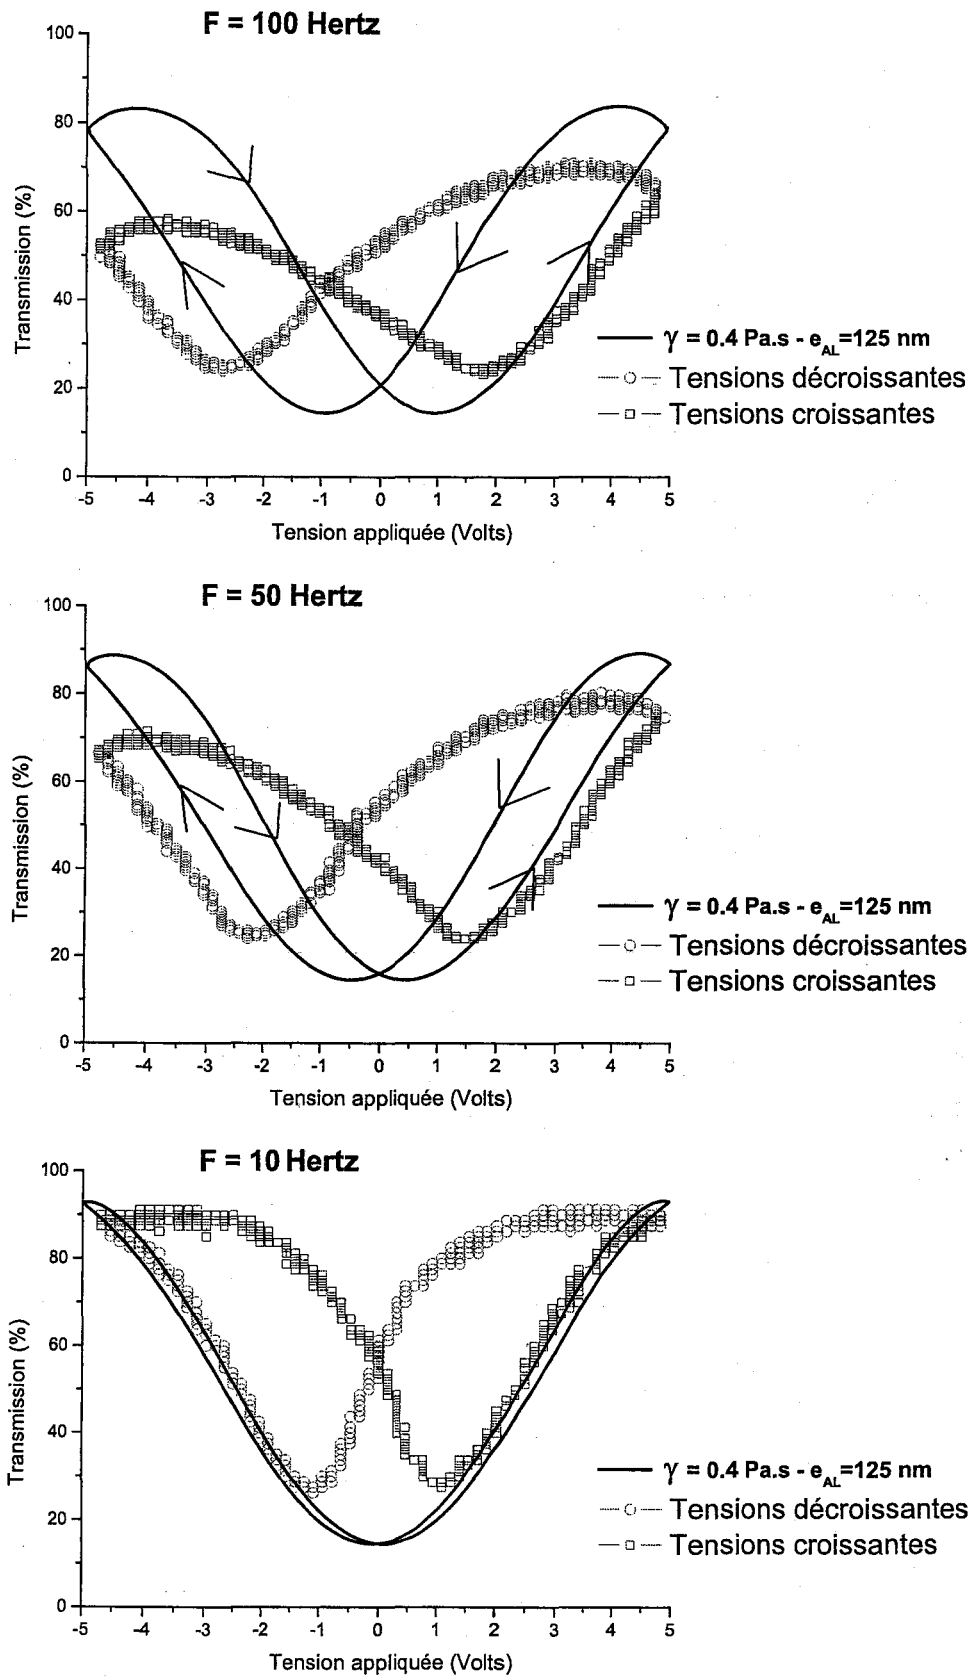 F = 100 Hertz
100
80
60
40
20
0
Transmission (%)
-5 -4 -3 -2 -1 0 1 2 3 4 5
Tension appliquée (Volts)
γ = 0.4 Pa.s - eAL=125 nm
Tensions décroissantes
Tensions croissantes
F = 50 Hertz
100
80
60
40
20
0
Transmission (%)
-5 -4 -3 -2 -1 0 1 2 3 4 5
Tension appliquée (Volts)
γ = 0.4 Pa.s - eAL=125 nm
Tensions décroissantes
Tensions croissantes
F = 10 Hertz
100
80
60
40
20
0
Transmission (%)
-5 -4 -3 -2 -1 0 1 2 3 4 5
Tension appliquée (Volts)
γ = 0.4 Pa.s - eAL=125 nm
Tensions décroissantes
Tensions croissantes